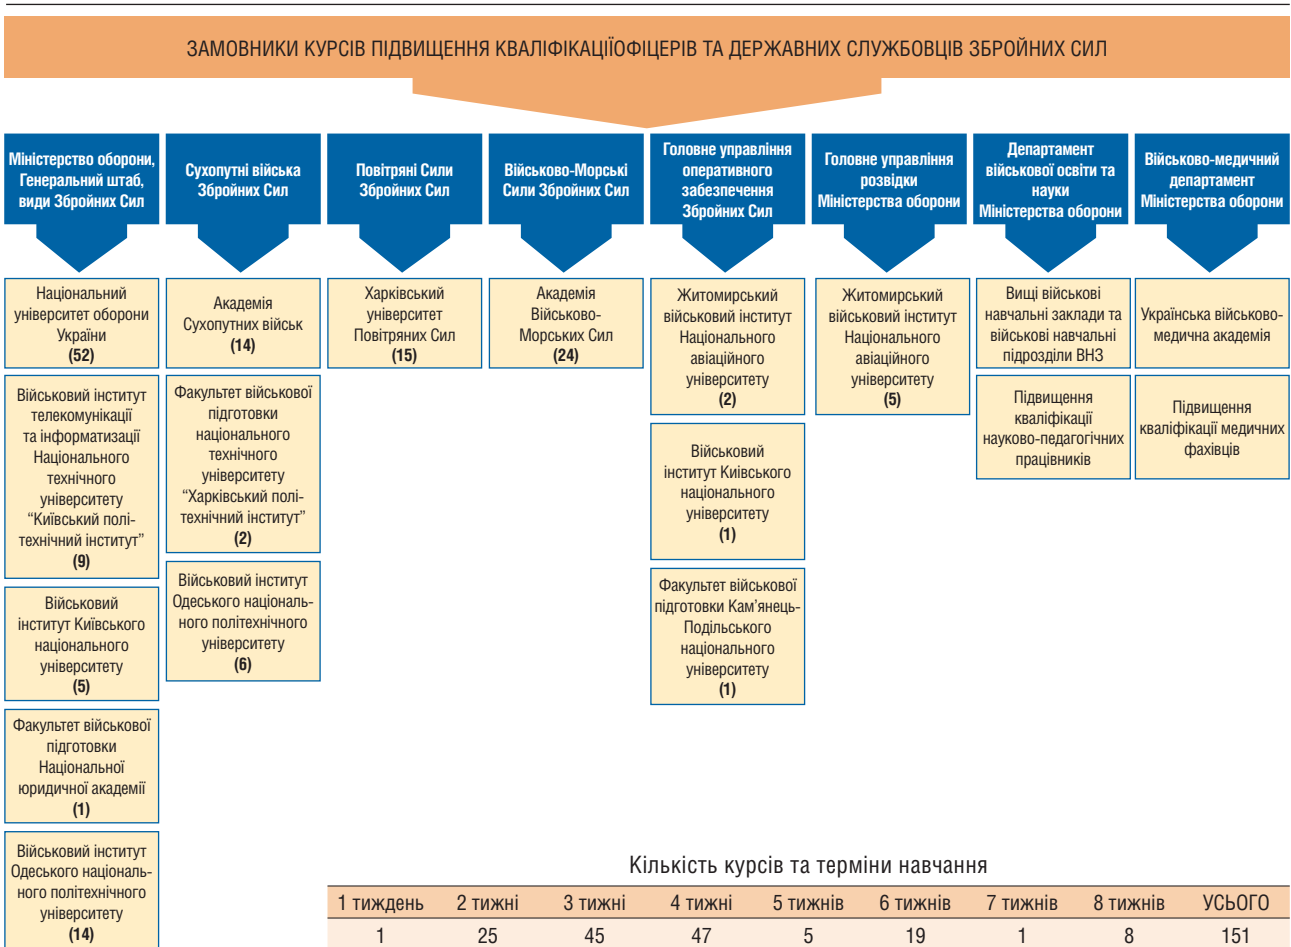 ЗАМОВНИКИ КУРСІВ ПІДВИЩЕННЯ КВАЛІФІКАЦІЇОФІЦЕРІВ ТА ДЕРЖАВНИХ СЛУЖБОВЦІВ ЗБРОЙНИХ СИЛ
Міністерство оборони,
Генеральний штаб,
види Збройних Сил
Національний
університет оборони
України
(52)
Військовий інститут
телекомунікації
та інформатизації
Національного
технічного
університету
“Київський полі-
технічний інститут”
(9)
Військовий
інститут Київського
національного
університету
(5)
Факультет військової
підготовки
Національної
юридичної академії
(1)
Військовий інститут
Одеського національ-
ного політехнічного
університету
(14)
Сухопутні війська
Збройних Сил
Академія
Сухопутних військ
(14)
Факультет військової
підготовки
національного
технічного
університету
“Харківський полі-
технічний інститут”
(2)
Військовий інститут
Одеського національ-
ного політехнічного
університету
(6)
Повітряні Сили
Збройних Сил
Харківський
університет
Повітряних Сил
(15)
Військово-Морські
Сили Збройних Сил
Академія
Військово-
Морських Сил
(24)
Головне управління
оперативного
забезпечення
Збройних Сил
Житомирський
військовий інститут
Національного
авіаційного
університету
(2)
Військовий
інститут Київського
національного
університету
(1)
Факультет військової
підготовки Кам’янець-
Подільського
національного
університету
(1)
Головне управління
розвідки
Міністерства оборони
Житомирський
військовий інститут
Національного
авіаційного
університету
(5)
Департамент
військової освіти та
науки
Міністерства оборони
Вищі військові
навчальні заклади та
військові навчальні
підрозділи ВНЗ
Підвищення
кваліфікації
науково-педагогічних
працівників
Військово-медичний
департамент
Міністерства оборони
Українська військово-
медична академія
Підвищення
кваліфікації медичних
фахівців
Кількість курсів та терміни навчання
1 тиждень 2 тижні 3 тижні 4 тижні 5 тижнів 6 тижнів 7 тижнів 8 тижнів УСЬОГО
1 25 45 47 5 19 1 8 151